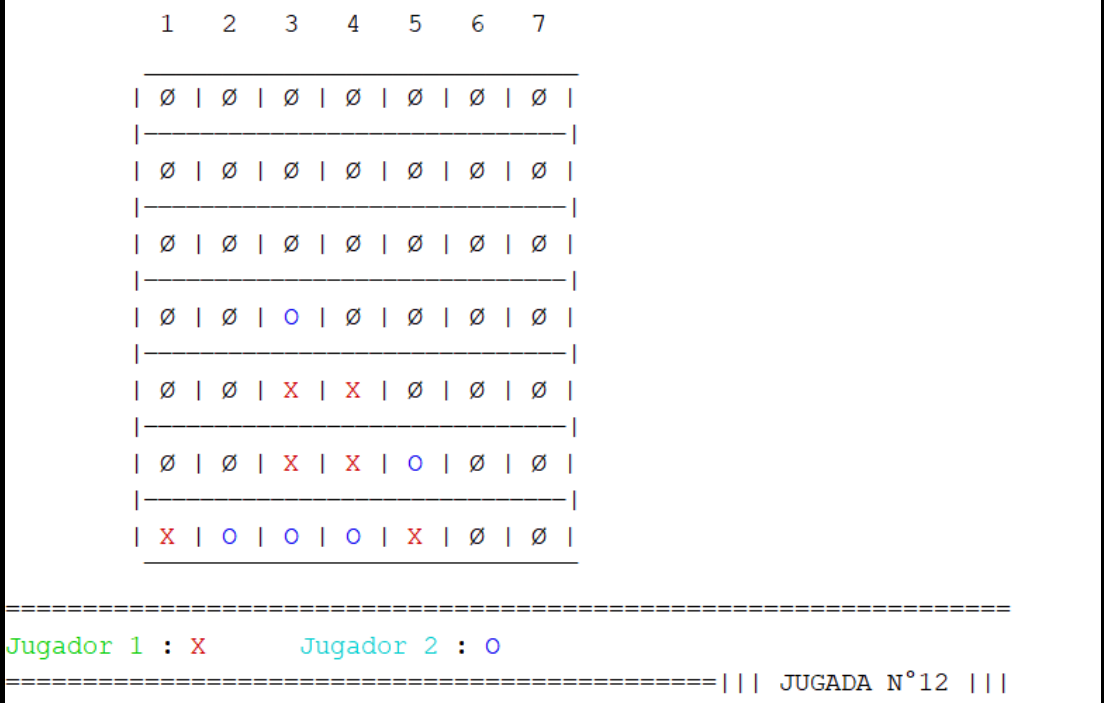 1 2 3 4 5 6 7
| Ø | Ø | Ø | Ø | Ø | Ø | Ø |
| Ø | Ø | Ø | Ø | Ø | Ø | Ø |
| Ø | Ø | Ø | Ø | Ø | Ø | Ø |
| Ø | Ø | O | Ø | Ø | Ø | Ø |
| Ø | Ø | X | X | Ø | Ø | Ø |
| Ø | Ø | X | X | O | Ø | Ø |
| X | O | O | O | X | Ø | Ø |
Jugador 1 : X Jugador 2 : O
||| JUGADA N°12 |||